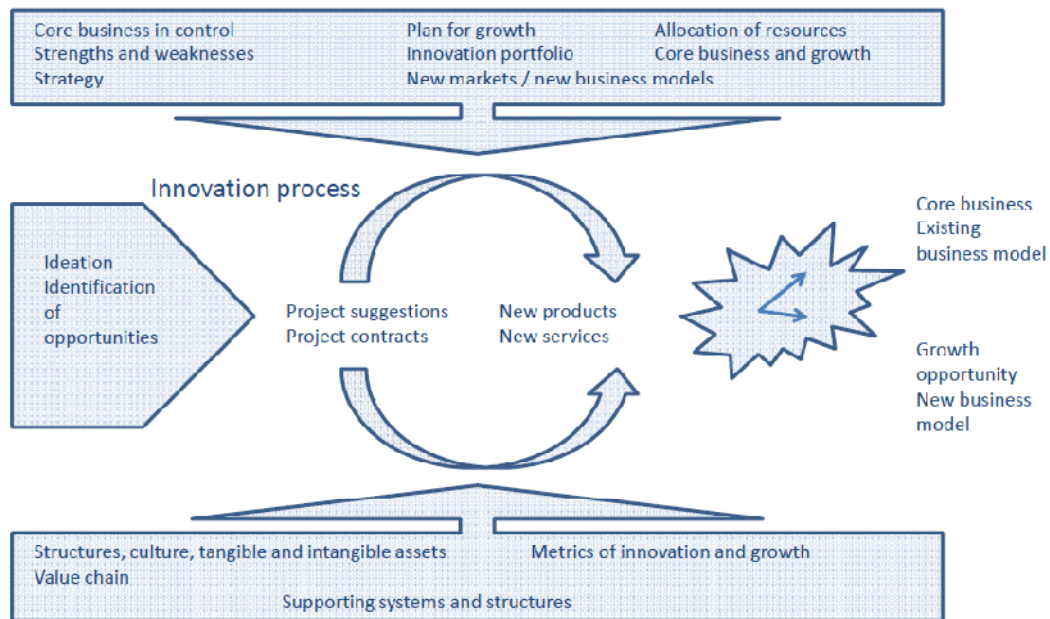 Core business in control
Strengths and weaknesses
Strategy
Plan for growth
Innovation portfolio
New markets / new business models
Allocation of resources
Core business and growth
Innovation process
Ideation
Identification
of
opportunities
Project suggestions
Project contracts
New products
New services
Core business
Existing
business model
Growth
opportunity
New business
model
Structures, culture, tangible and intangible assets
Value chain
Metrics of innovation and growth
Supporting systems and structures